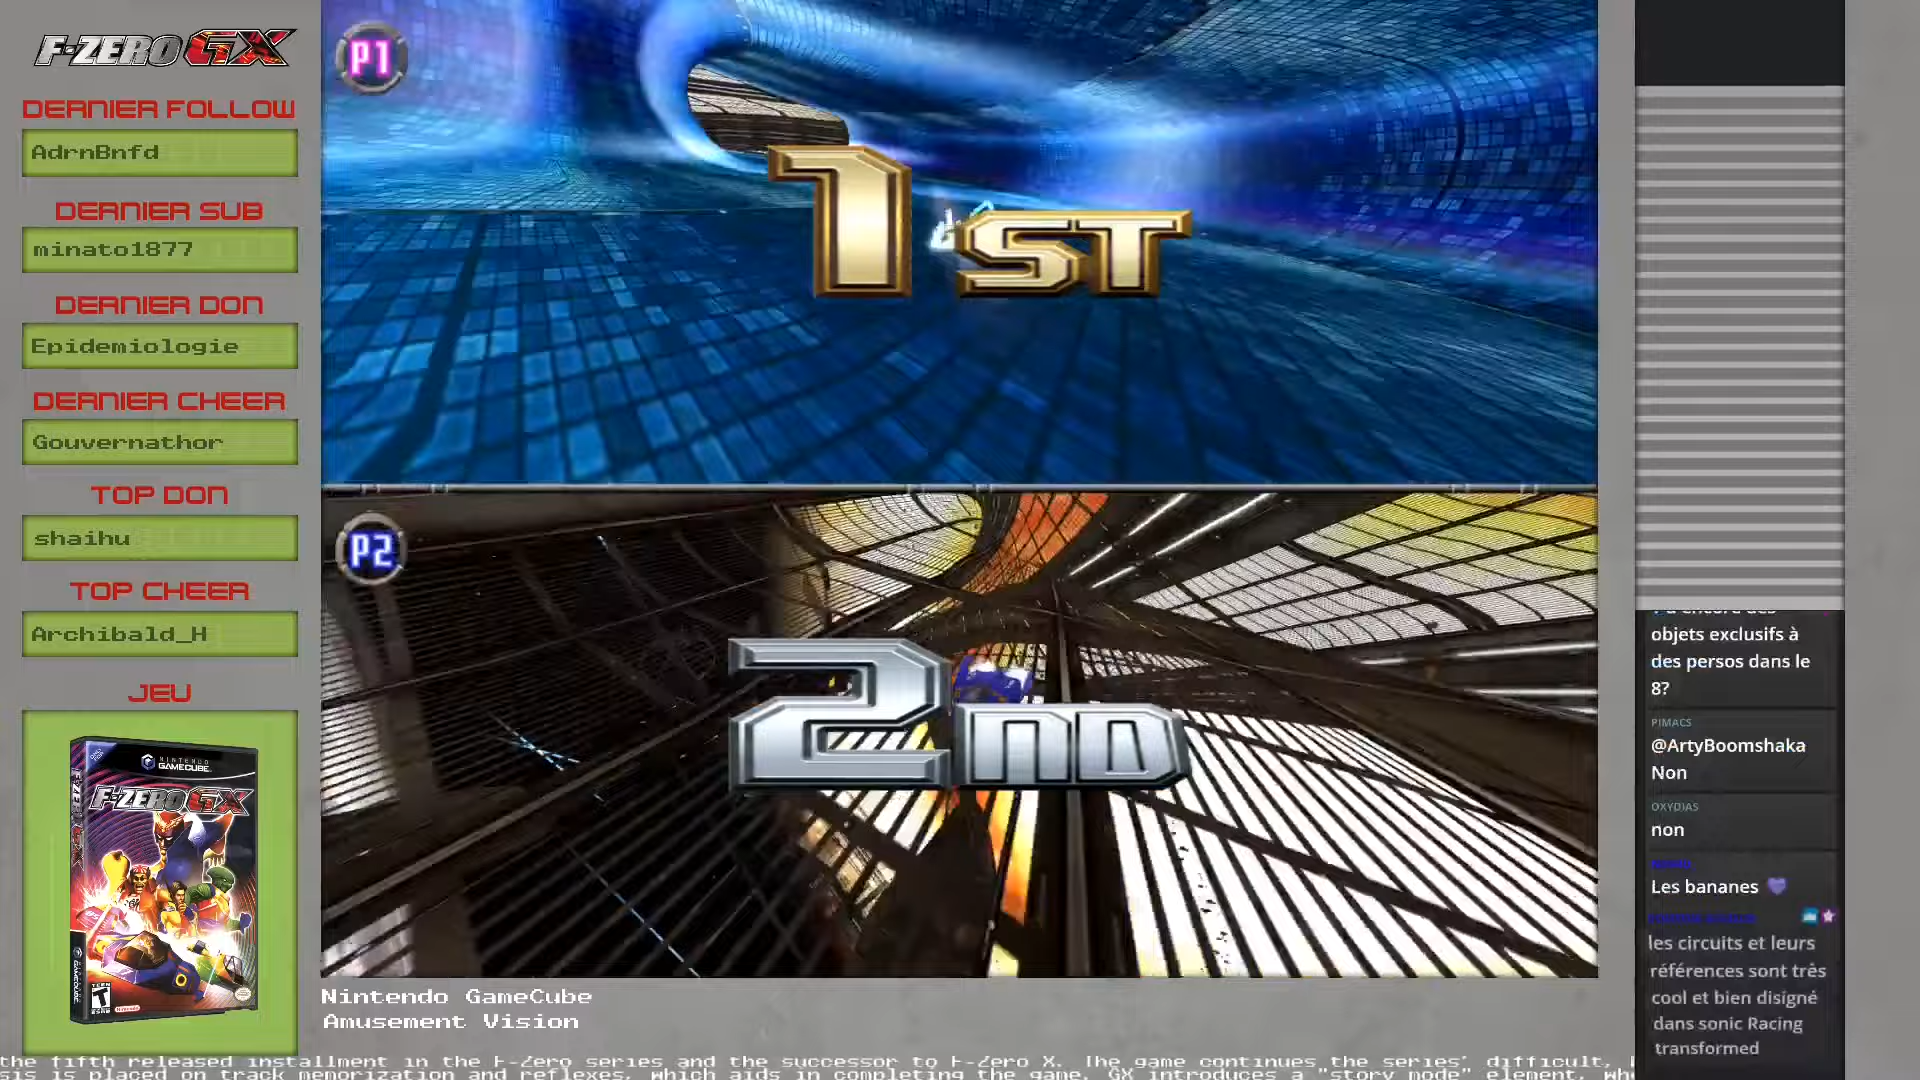 F-ZERO GX
DERNIER FOLLOW
AdrnBnfd
DERNIER SUB
minato1877
DERNIER DON
Epidemiologie
DERNIER CHEER
Gouvernathor
TOP DON
shaihu
TOP CHEER
Archibald_H
JEU
NINTENDO
GAMECUBE
F-ZERO GX
TEEN
T
P1
1ST
P2
2ND
Nintendo GameCube
Amusement Vision
the fifth released installment in the F-Zero series and the successor to F-Zero X. The game continues the series' difficult,
sis is placed on track memorization and reflexes, which aids in completing the game. GX introduces a "story mode" element,
objets exclusifs à
des persos dans le
8?
PIMACS
@ArtyBoomshaka
Non
OXYDIAS
non
Les bananes
les circuits et leurs
références sont très
cool et bien disigné
dans sonic Racing
transformed